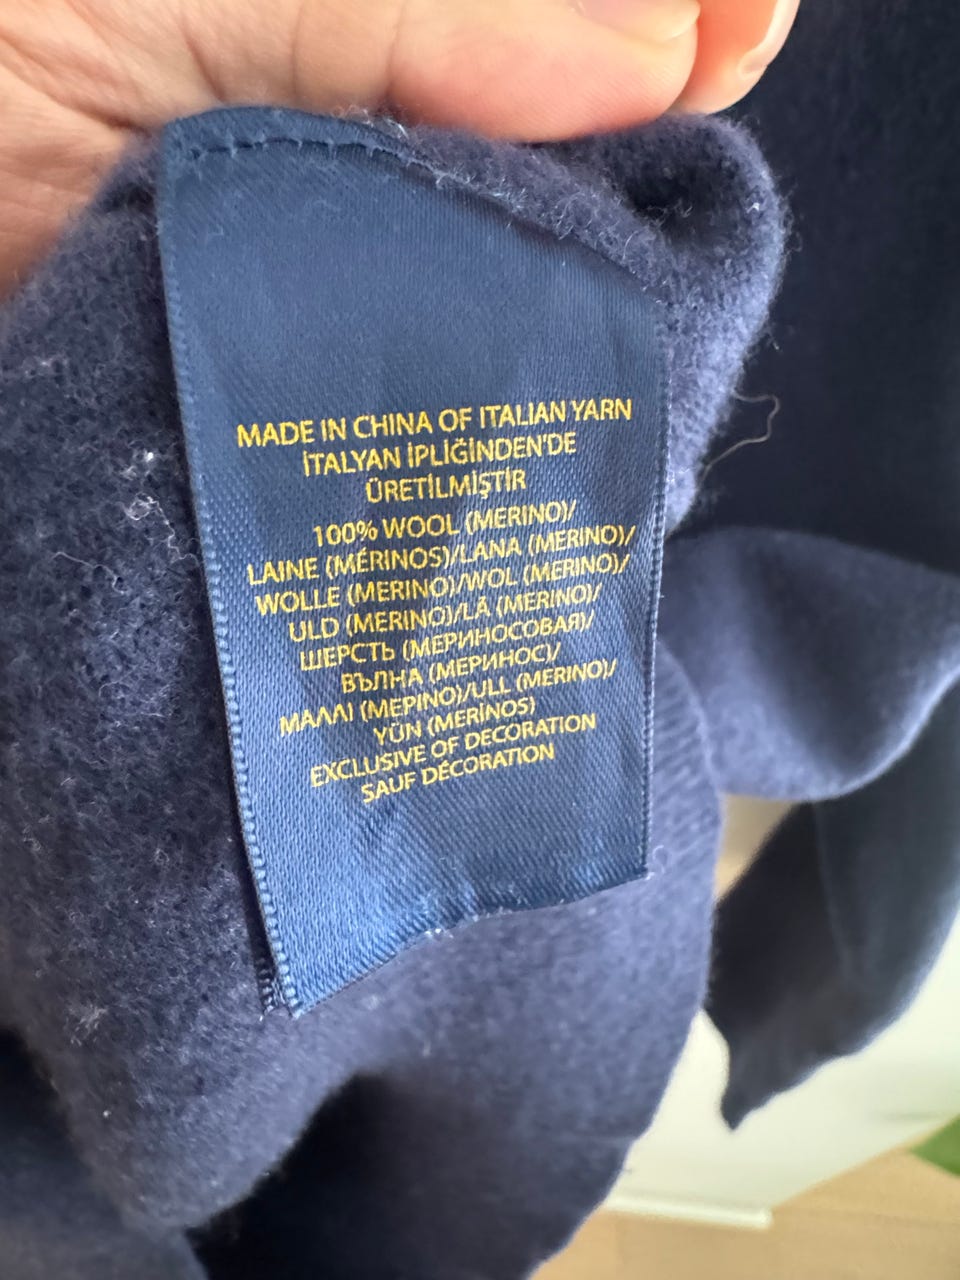 MADE IN CHINA OF ITALIAN YARN
İTALYAN İPLİĞİNDEN'DE
ÜRETİLMİŞTİR
100% WOOL (MERINO)/
LAINE (MÉRINOS)/LANA (MERINO)/
WOLLE (MERINO)/WOL (MERINO)/
ULD (MERINO)/LÃ (MERINO)/
ШЕРСТЬ (МЕРИНОСОВАЯ)/
ВЪЛНА (МЕРИНОС)/
ΜΑΛΛΙ (ΜΕΡΙΝΟ)/ULL (MERINO)/
YÜN (MERİNOS)
EXCLUSIVE OF DECORATION
SAUF DÉCORATION